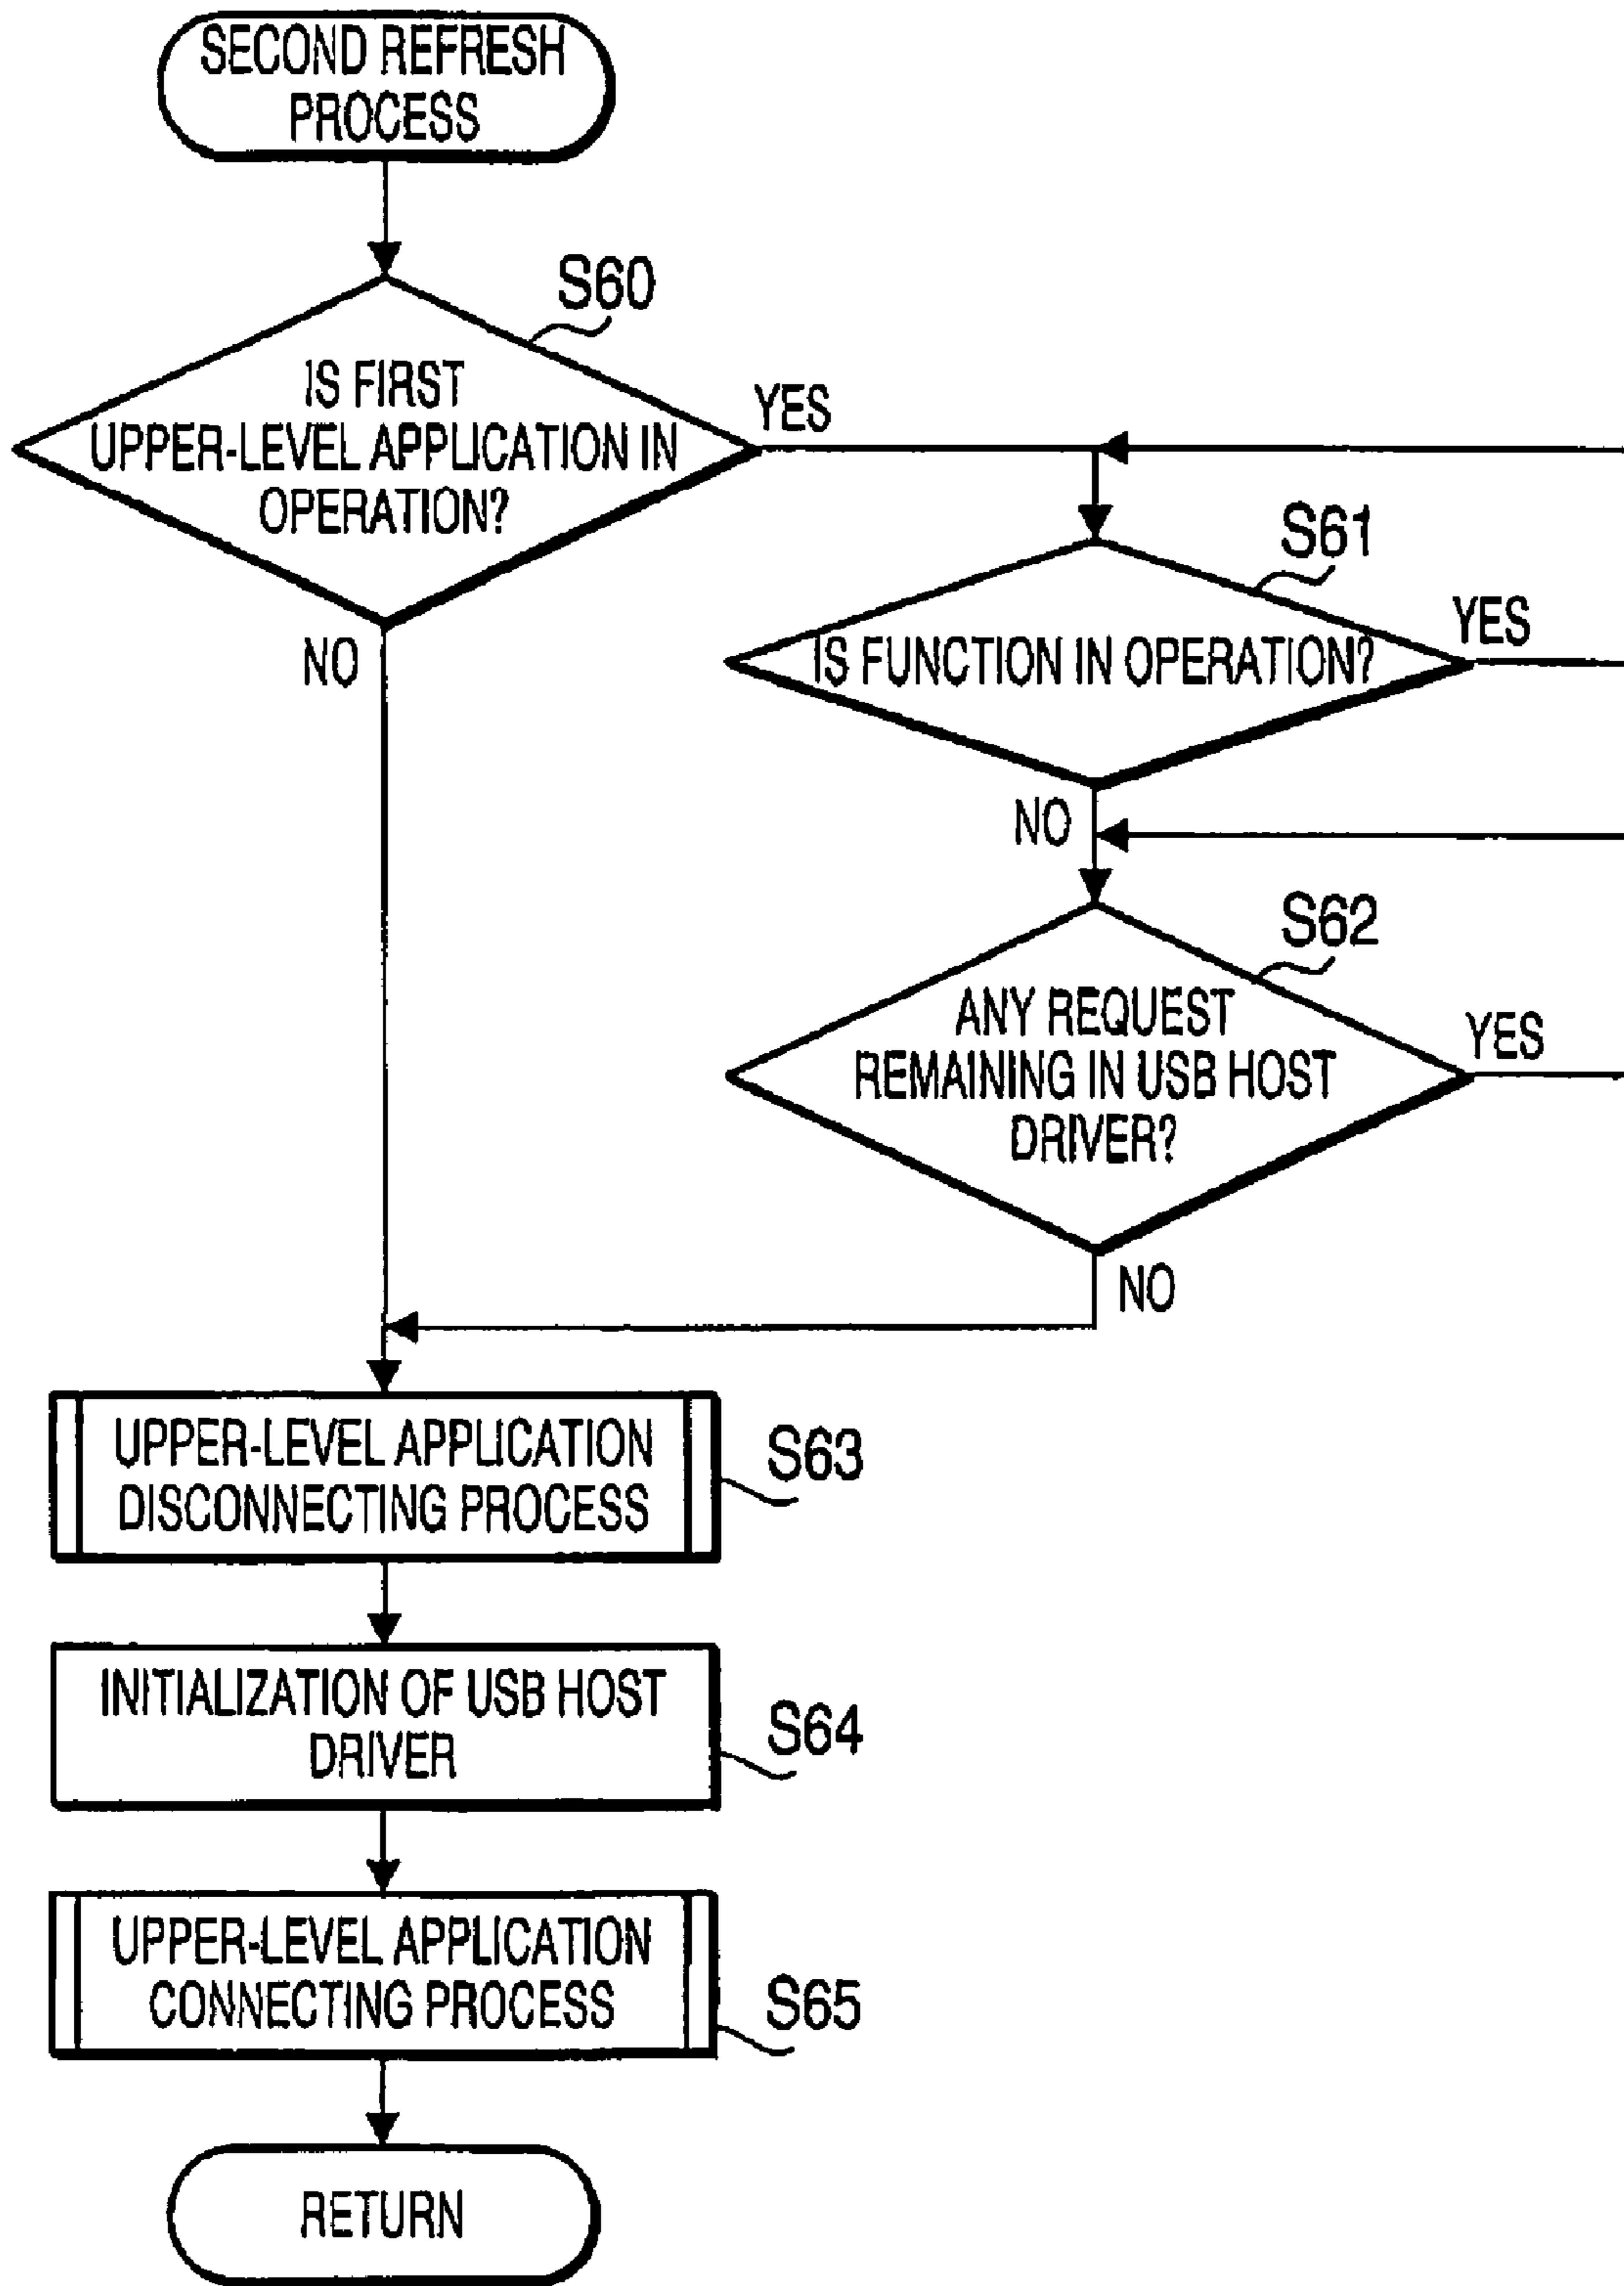 SECOND REFRESH
PROCESS
S60
IS FIRST
UPPER-LEVEL APPLICATION IN
OPERATION?
YES
NO
S61
IS FUNCTION IN OPERATION?
YES
NO
S62
ANY REQUEST
REMAINING IN USB HOST
DRIVER?
YES
NO
UPPER-LEVEL APPLICATION
DISCONNECTING PROCESS
S63
INITIALIZATION OF USB HOST
DRIVER
S64
UPPER-LEVEL APPLICATION
CONNECTING PROCESS
S65
RETURN